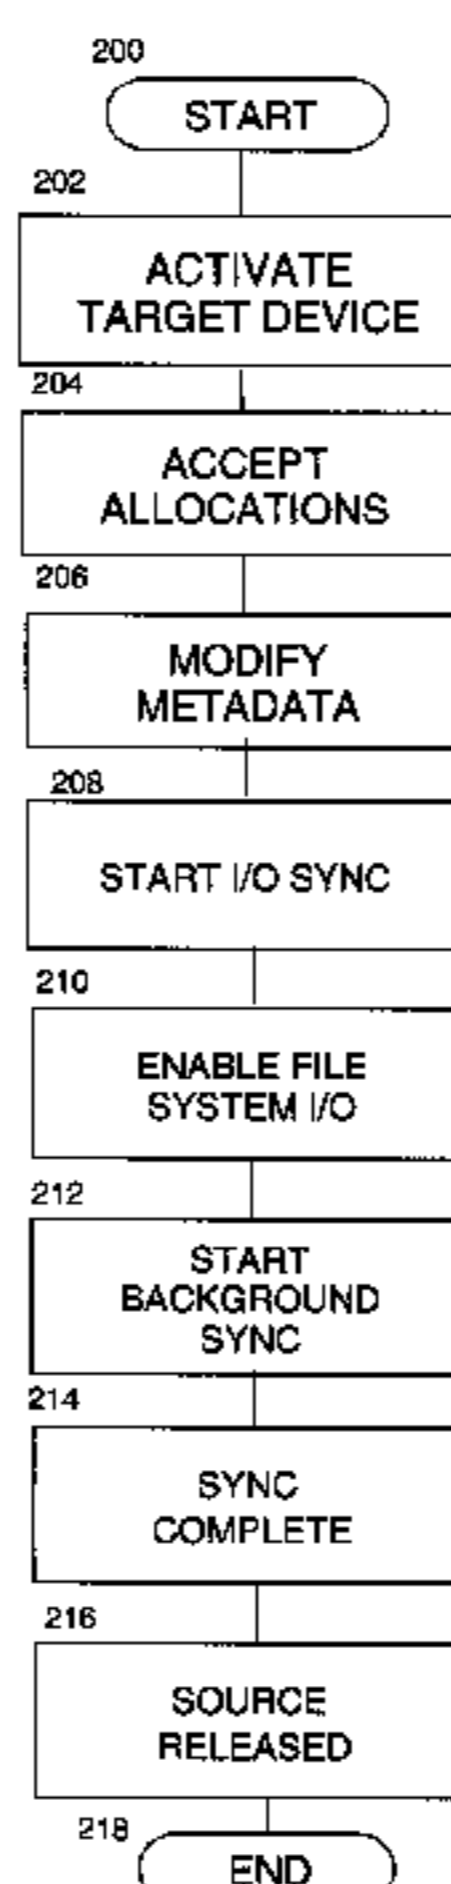 200
START
202
ACTIVATE
TARGET DEVICE
204
ACCEPT
ALLOCATIONS
206
MODIFY
METADATA
208
START I/O SYNC
210
ENABLE FILE
SYSTEM I/O
212
START
BACKGROUND
SYNC
214
SYNC
COMPLETE
216
SOURCE
RELEASED
218
END